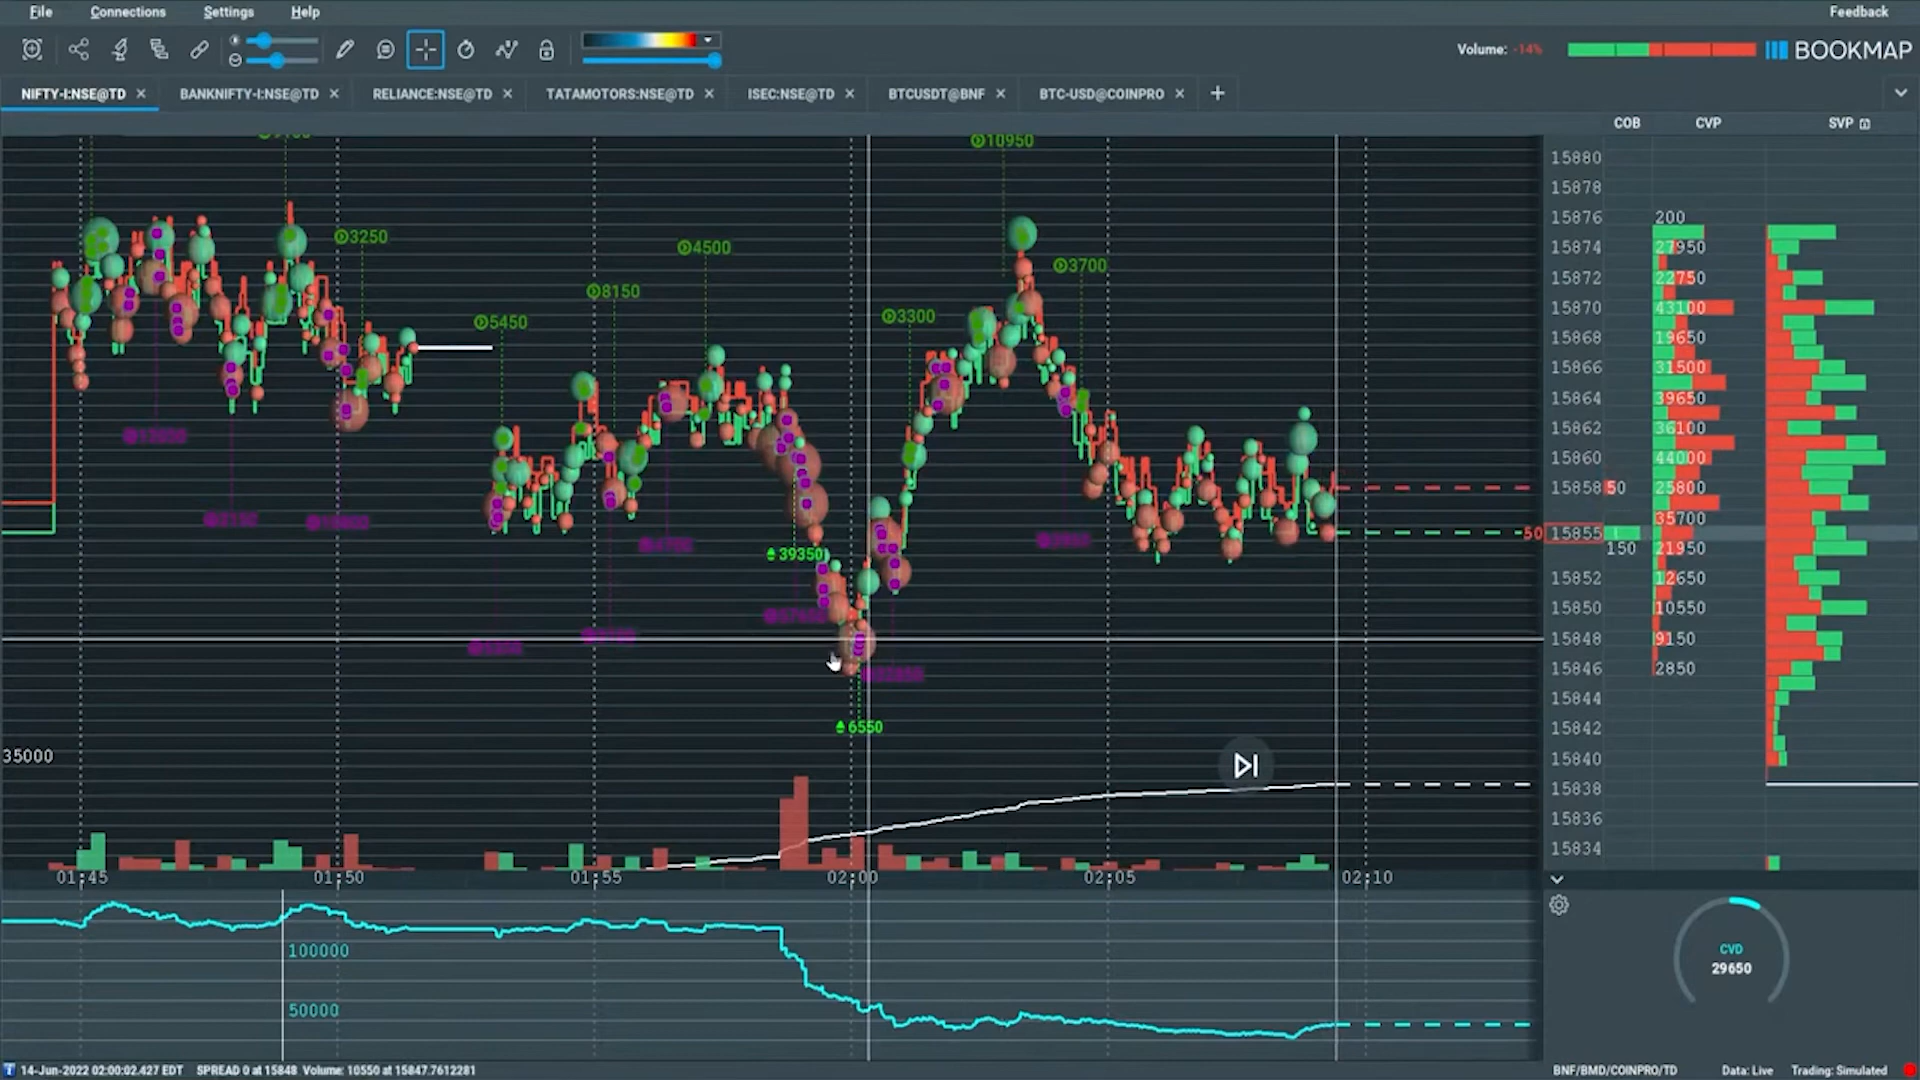 File Connections Settings Help Feedback
Volume: -14% BOOKMAP
NIFTY-I:NSE@TD × BANKNIFTY-I:NSE@TD × RELIANCE:NSE@TD × TATAMOTORS:NSE@TD × ISEC:NSE@TD × BTCUSDT@BNF × BTC-USD@COINPRO × +
COB CVP SVP
10950
15880
15878
15876 200
3250 4500 15874 27950
3700 15872 22750
8150 15870 43100
5450 3300 15868 19650
15866 31500
15864 39650
15862 36100
15860 44000
15858 50 25800
35700
50 15855 1
39350 150 21950
15852 12650
15850 10550
15848 9150
15846 2850
15844
6550 15842
35000 15840
15838
15836
15834
01:45 01:50 01:55 02:00 02:05 02:10
100000
50000
CVD
29650
14-Jun-2022 02:00:02.427 EDT SPREAD 0 at 15848 Volume: 10550 at 15847.7612281 BNF/BMD/COINPRO/TD Data: Live Trading: Simulated